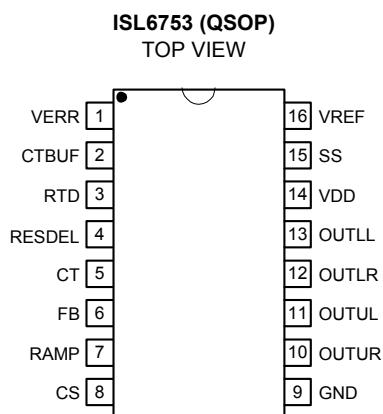 ISL6753 (QSOP)
TOP VIEW
VERR 1 16 VREF
CTBUF 2 15 SS
RTD 3 14 VDD
RESDEL 4 13 OUTLL
CT 5 12 OUTLR
FB 6 11 OUTUL
RAMP 7 10 OUTUR
CS 8 9 GND